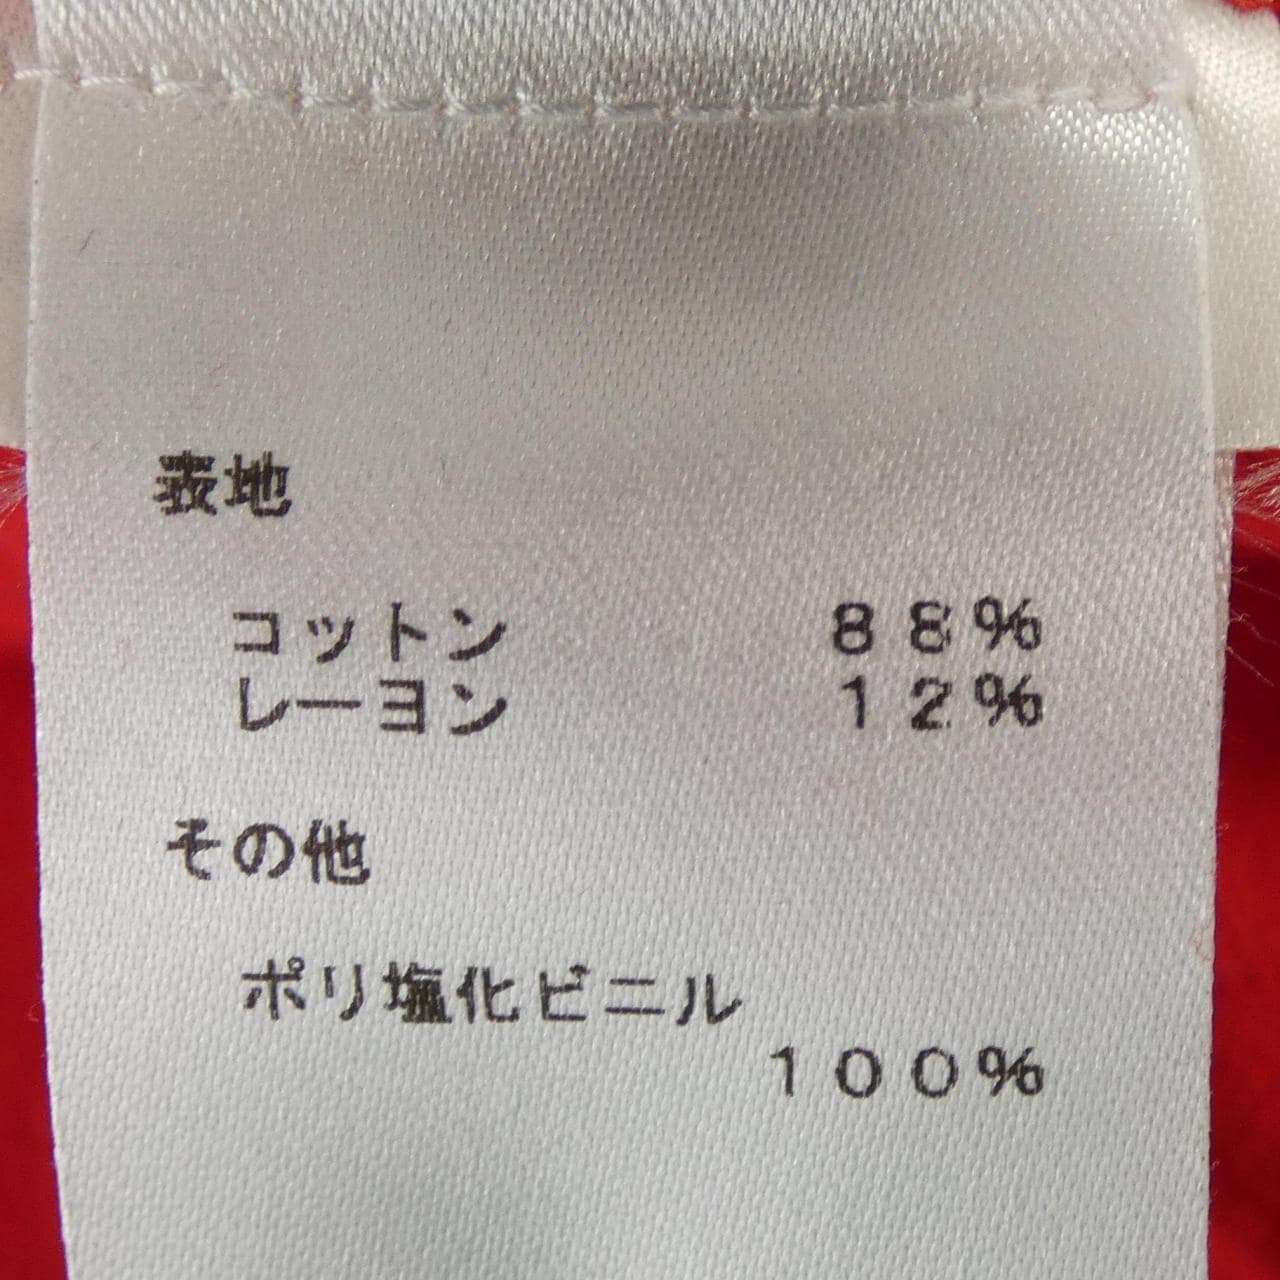 表地
コットン 88%
レーヨン 12%
その他
ポリ塩化ビニル
100%